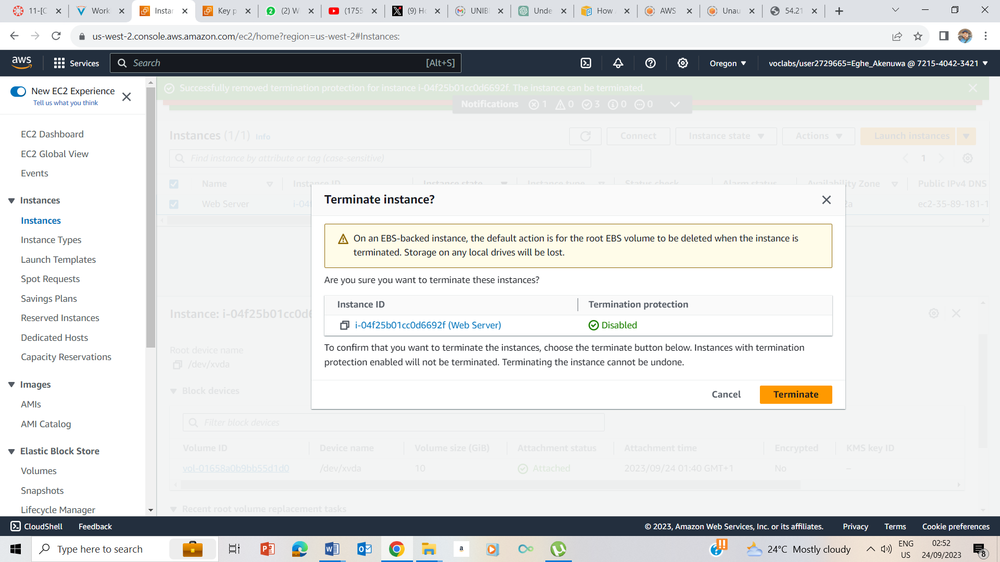 11-[C
Work
Instar
Key p
(2) W
(1755
(9) Ho
UNIBE
Unde
How
AWS
Unau
54.21
us-west-2.console.aws.amazon.com/ec2/home?region=us-west-2#Instances:
aws
Services
Search
[Alt+S]
Oregon
voclabs/user2729665=Eghe_Akenuwa @ 7215-4042-3421
New EC2 Experience
Tell us what you think
EC2 Dashboard
EC2 Global View
Events
Instances
Instances
Instance Types
Launch Templates
Spot Requests
Savings Plans
Reserved Instances
Dedicated Hosts
Capacity Reservations
Images
AMIs
AMI Catalog
Elastic Block Store
Volumes
Snapshots
Lifecycle Manager
Successfully removed termination protection for instance i-04f25b01cc0d6692f. The instance can be terminated.
Notifications 1 0 3 0 0
Instances (1/1) Info
Connect
Instance state
Actions
Launch instances
Find instance by attribute or tag (case-sensitive)
1
Name Instance ID Instance state Instance type Status check Alarm status Availability Zone Public IPv4 DNS
Web Server i-04f 2a ec2-35-89-181-1
Terminate instance?
On an EBS-backed instance, the default action is for the root EBS volume to be deleted when the instance is
terminated. Storage on any local drives will be lost.
Are you sure you want to terminate these instances?
Instance ID Termination protection
i-04f25b01cc0d6692f (Web Server) Disabled
To confirm that you want to terminate the instances, choose the terminate button below. Instances with termination
protection enabled will not be terminated. Terminating the instance cannot be undone.
Cancel
Terminate
Instance: i-04f25b01cc0d6
Root device name
/dev/xvda
Block devices
Filter block devices
Volume ID Device name Volume size (GiB) Attachment status Attachment time Encrypted KMS key ID
vol-01658a0b9bb55d1d0 /dev/xvda 10 Attached 2023/09/24 01:40 GMT+1 No –
Recent root volume replacement tasks
CloudShell
Feedback
© 2023, Amazon Web Services, Inc. or its affiliates.
Privacy
Terms
Cookie preferences
Type here to search
a
24°C Mostly cloudy
ENG
US
02:52
24/09/2023
8